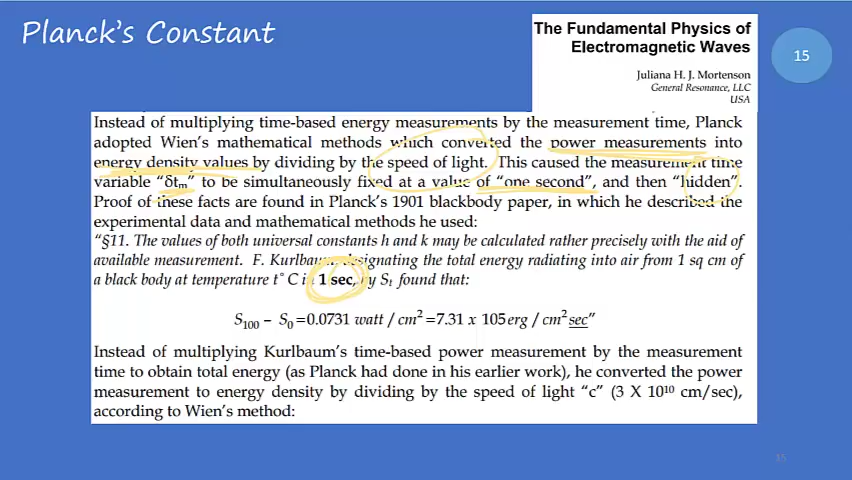 Planck's Constant
The Fundamental Physics of
Electromagnetic Waves
15
Juliana H. J. Mortenson
General Resonance, LLC
USA
Instead of multiplying time-based energy measurements by the measurement time, Planck
adopted Wien's mathematical methods which converted the power measurements into
energy density values by dividing by the speed of light. This caused the measurement time
variable "δtₘ" to be simultaneously fixed at a value of "one second", and then "hidden".
Proof of these facts are found in Planck's 1901 blackbody paper, in which he described the
experimental data and mathematical methods he used:
"§11. The values of both universal constants h and k may be calculated rather precisely with the aid of
available measurement. F. Kurlbaum, designating the total energy radiating into air from 1 sq cm of
a black body at temperature t° C in 1 sec, by Sₜ found that:
S₁₀₀ – S₀ =0.0731 watt / cm² =7.31 x 105 erg / cm² sec"
Instead of multiplying Kurlbaum's time-based power measurement by the measurement
time to obtain total energy (as Planck had done in his earlier work), he converted the power
measurement to energy density by dividing by the speed of light "c" (3 X 10¹⁰ cm/sec),
according to Wien's method:
15